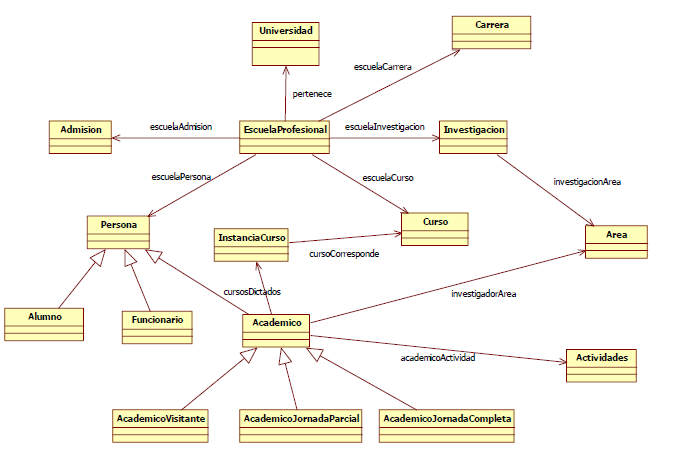 Universidad
Carrera
escuelaCarrera
pertenece
Admision
escuelaAdmision
EscuelaProfesional
escuelaInvestigacion
Investigacion
escuelaPersona
escuelaCurso
investigacionArea
Persona
InstanciaCurso
Curso
Area
cursoCorresponde
cursosDictados
investigadorArea
Alumno
Funcionario
Academico
academicoActividad
Actividades
AcademicoVisitante
AcademicoJornadaParcial
AcademicoJornadaCompleta